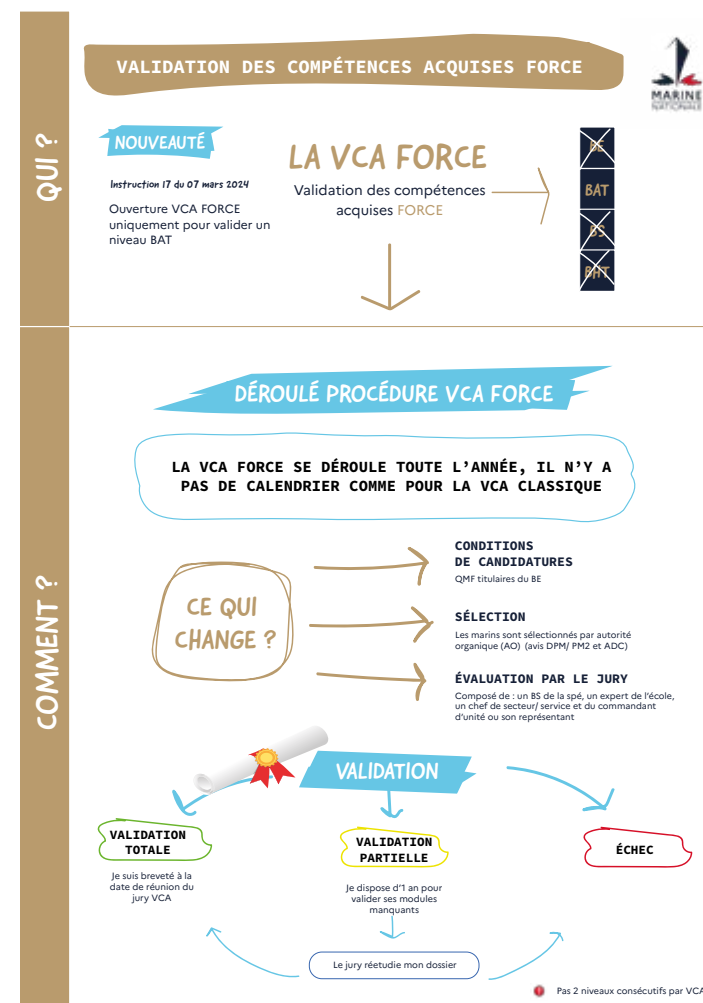 VALIDATION DES COMPÉTENCES ACQUISES FORCE
MARINE
NATIONALE
QUI ?
NOUVEAUTÉ
Instruction 17 du 07 mars 2024
Ouverture VCA FORCE
uniquement pour valider un
niveau BAT
LA VCA FORCE
Validation des compétences
acquises FORCE
BE
BAT
BS
BHT
COMMENT ?
DÉROULÉ PROCÉDURE VCA FORCE
LA VCA FORCE SE DÉROULE TOUTE L'ANNÉE, IL N'Y A
PAS DE CALENDRIER COMME POUR LA VCA CLASSIQUE
CE QUI
CHANGE ?
CONDITIONS
DE CANDIDATURES
QMF titulaires du BE
SÉLECTION
Les marins sont sélectionnés par autorité
organique (AO) (avis DPM/ PM2 et ADC)
ÉVALUATION PAR LE JURY
Composé de : un BS de la spé, un expert de l'école,
un chef de secteur/ service et du commandant
d'unité ou son représentant
VALIDATION
VALIDATION
TOTALE
Je suis breveté à la
date de réunion du
jury VCA
VALIDATION
PARTIELLE
Je dispose d'1 an pour
valider ses modules
manquants
ÉCHEC
Le jury réetudie mon dossier
Pas 2 niveaux consécutifs par VCA